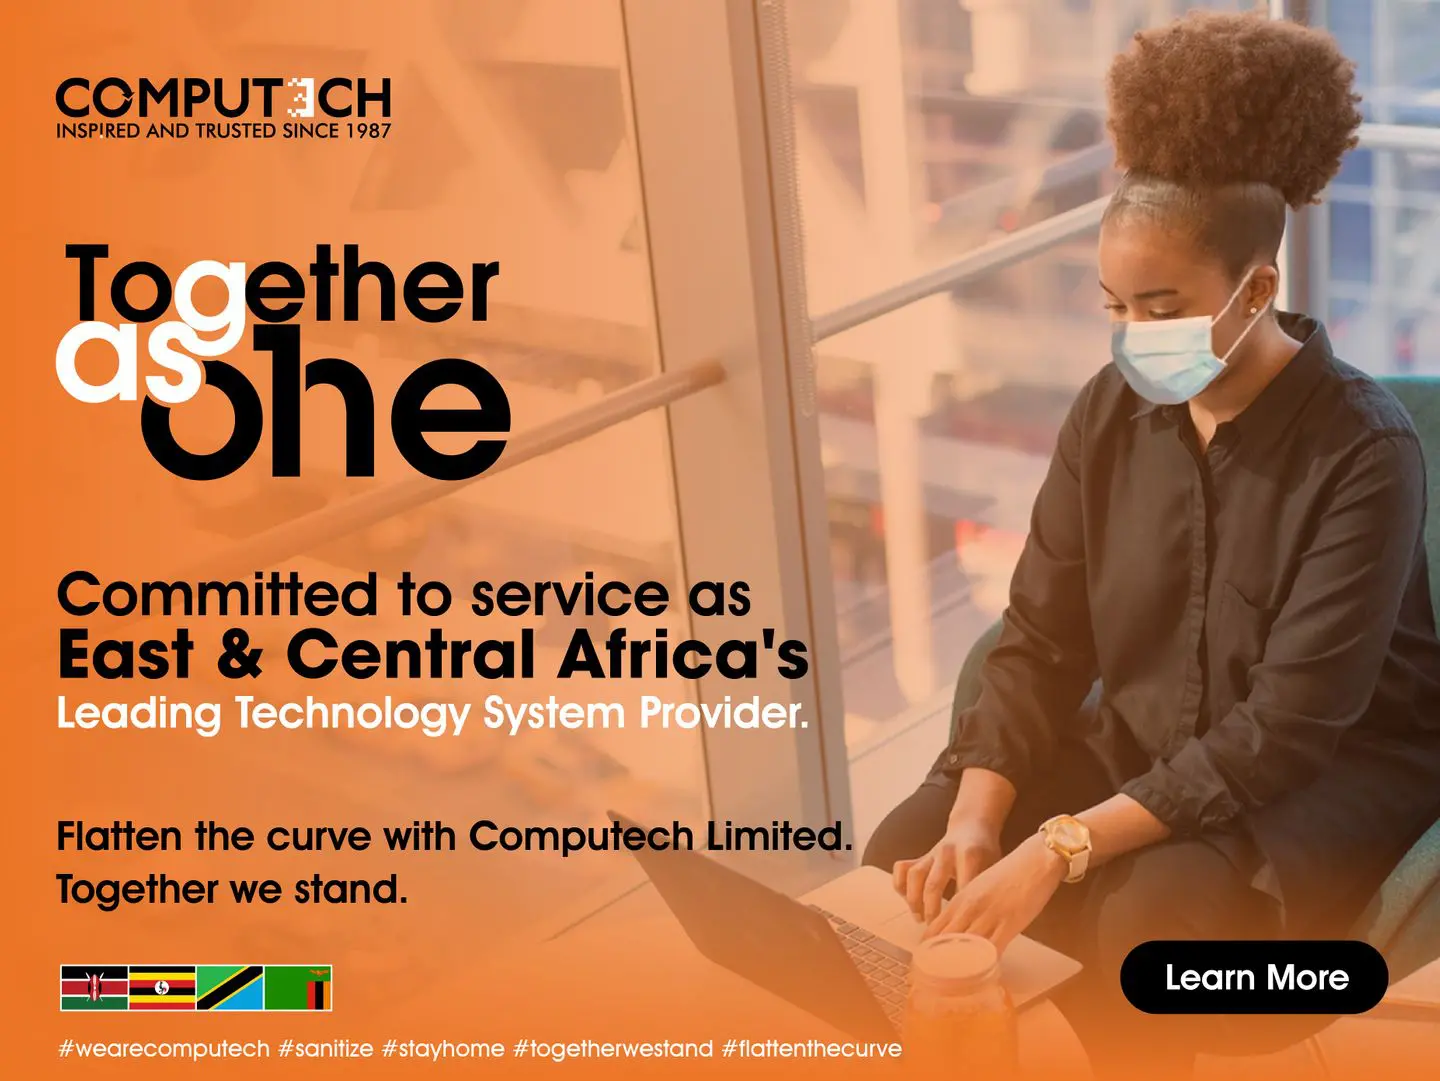 COMPUTECH
INSPIRED AND TRUSTED SINCE 1987
Together
as one
Committed to service as
East & Central Africa's
Leading Technology System Provider.
Flatten the curve with Computech Limited.
Together we stand.
Learn More
#wearecomputech #sanitize #stayhome #togetherwestand #flattenthecurve